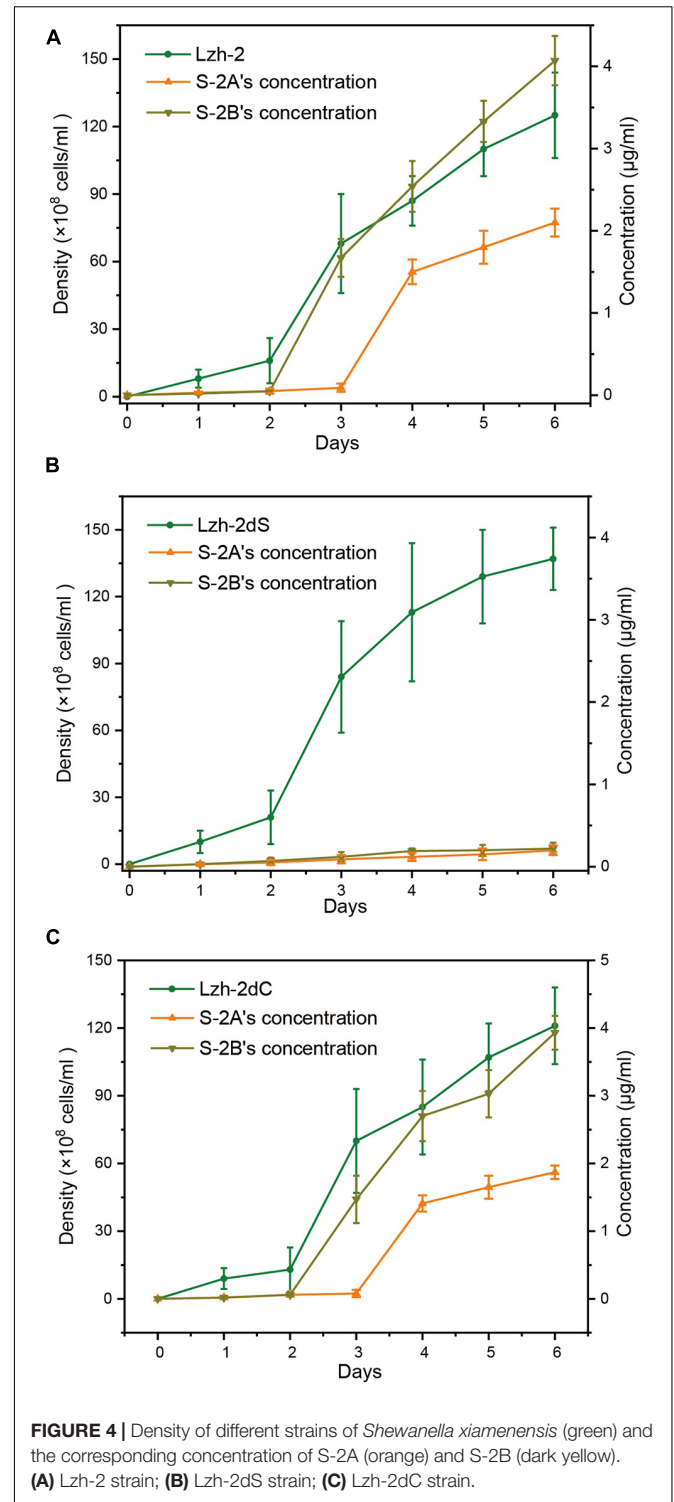 A
Lzh-2
S-2A's concentration
S-2B's concentration
150
120
90
60
30
0
4
3
2
1
0
Density (×10⁸ cells/ml )
Concentration (µg/ml)
0 1 2 3 4 5 6
Days
B
Lzh-2dS
S-2A's concentration
S-2B's concentration
150
120
90
60
30
0
4
3
2
1
0
Density (×10⁸ cells/ml )
Concentration (µg/ml)
0 1 2 3 4 5 6
Days
C
Lzh-2dC
S-2A's concentration
S-2B's concentration
150
120
90
60
30
0
5
4
3
2
1
0
Density (×10⁸ cells/ml )
Concentration (µg/ml)
0 1 2 3 4 5 6
Days
FIGURE 4 | Density of different strains of Shewanella xiamenensis (green) and
the corresponding concentration of S-2A (orange) and S-2B (dark yellow).
(A) Lzh-2 strain; (B) Lzh-2dS strain; (C) Lzh-2dC strain.